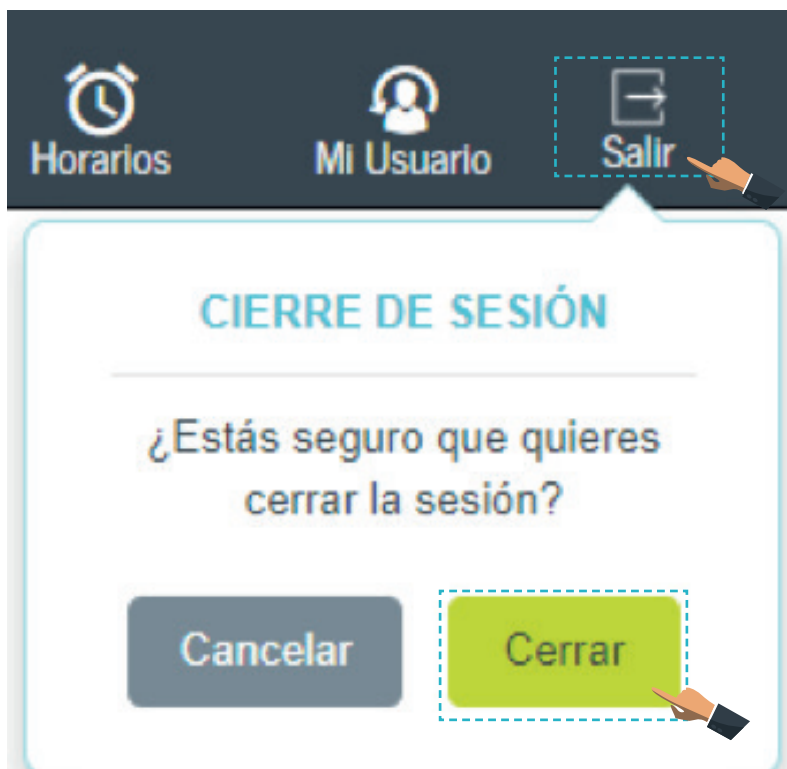 Horarios
Mi Usuario
Salir
CIERRE DE SESIÓN
¿Estás seguro que quieres
cerrar la sesión?
Cancelar
Cerrar